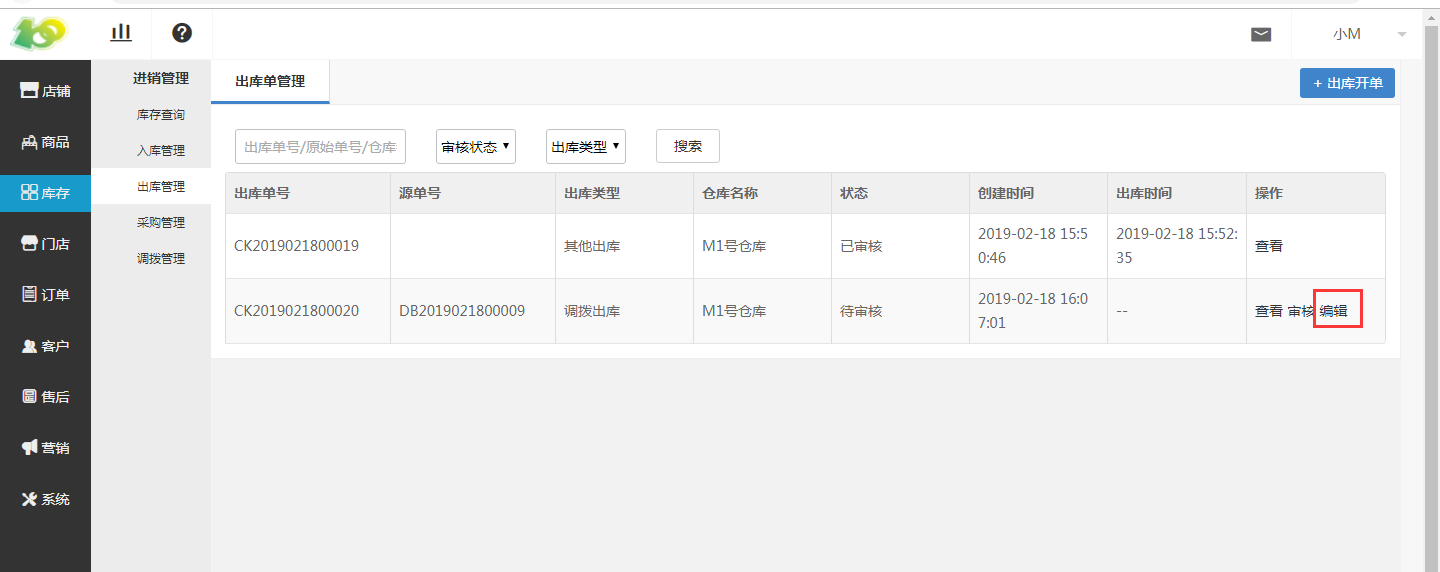 小M
店铺
商品
库存
门店
订单
客户
售后
营销
系统
进销管理
库存查询
入库管理
出库管理
采购管理
调拨管理
出库单管理
+ 出库开单
出库单号/原始单号/仓库
审核状态
出库类型
搜索
出库单号 源单号 出库类型 仓库名称 状态 创建时间 出库时间 操作
CK2019021800019 其他出库 M1号仓库 已审核 2019-02-18 15:5 2019-02-18 15:52: 查看
0:46 35
CK2019021800020 DB2019021800009 调拨出库 M1号仓库 待审核 2019-02-18 16:0 -- 查看 审核 编辑
7:01